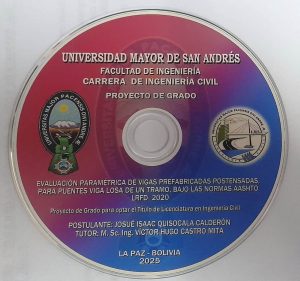 UNIVERSIDAD MAYOR DE SAN ANDRÉS
FACULTAD DE INGENIERÍA
CARRERA DE INGENIERÍA CIVIL
PROYECTO DE GRADO
EVALUACIÓN PARAMÉTRICA DE VIGAS PREFABRICADAS POSTENSADAS
PARA PUENTES VIGA LOSA DE UN TRAMO, BAJO LAS NORMAS AASHTO
LRFD 2020
Proyecto de Grado para optar el Título de Licenciatura en Ingeniería Civil
POSTULANTE: JOSUÉ ISAAC QUISOCALA CALDERÓN
TUTOR: M. Sc. Ing. VICTOR HUGO CASTRO MITA
LA PAZ - BOLIVIA
2025